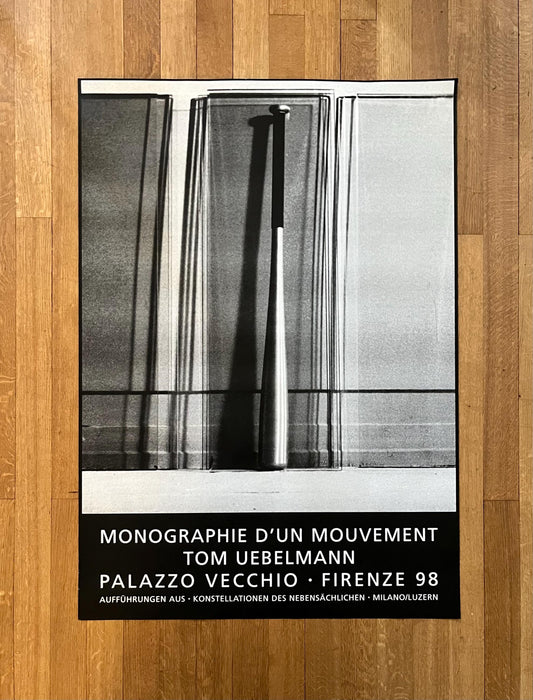 MONOGRAPHIE D'UN MOUVEMENT
TOM UEBELMANN
PALAZZO VECCHIO · FIRENZE 98
AUFFÜHRUNGEN AUS · KONSTELLATIONEN DES NEBENSÄCHLICHEN · MILANO/LUZERN